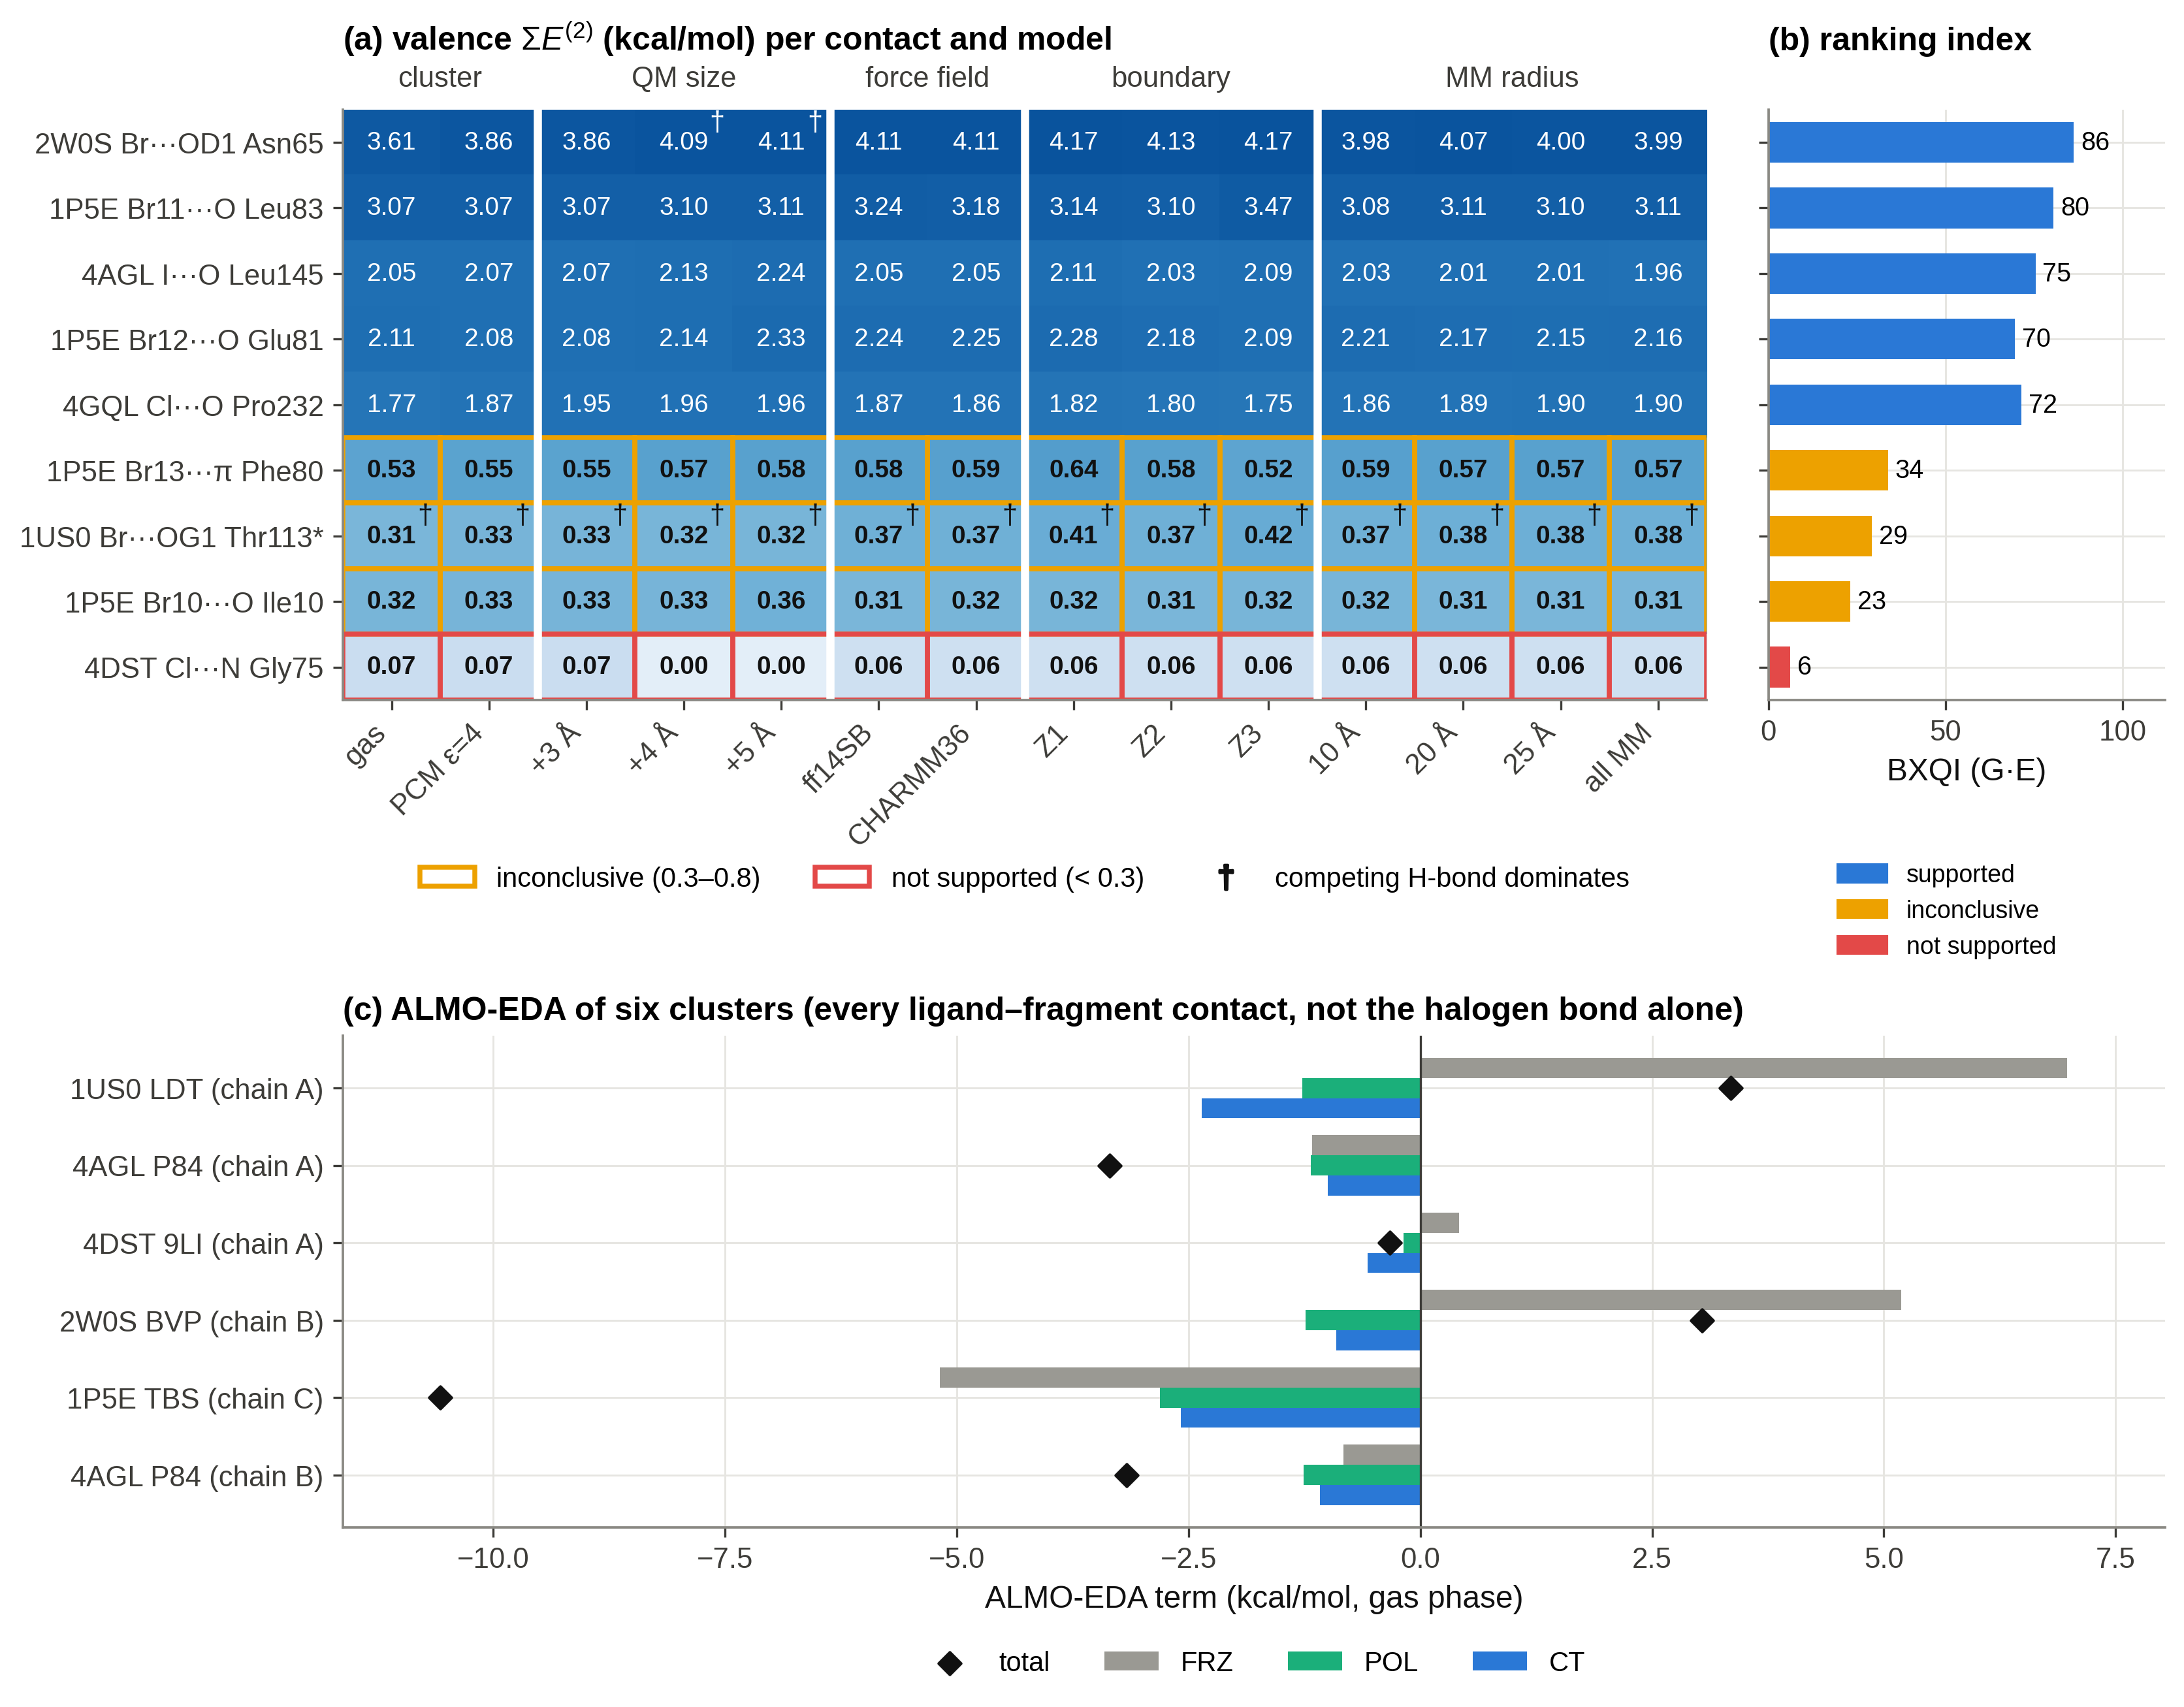 (a) valence ΣE(2) (kcal/mol) per contact and model
cluster QM size force field boundary MM radius
2W0S Br···OD1 Asn65 3.61 3.86 3.86 4.09† 4.11† 4.11 4.11 4.17 4.13 4.17 3.98 4.07 4.00 3.99
1P5E Br11···O Leu83 3.07 3.07 3.07 3.10 3.11 3.24 3.18 3.14 3.10 3.47 3.08 3.11 3.10 3.11
4AGL I···O Leu145 2.05 2.07 2.07 2.13 2.24 2.05 2.05 2.11 2.03 2.09 2.03 2.01 2.01 1.96
1P5E Br12···O Glu81 2.11 2.08 2.08 2.14 2.33 2.24 2.25 2.28 2.18 2.09 2.21 2.17 2.15 2.16
4GQL Cl···O Pro232 1.77 1.87 1.95 1.96 1.96 1.87 1.86 1.82 1.80 1.75 1.86 1.89 1.90 1.90
1P5E Br13···π Phe80 0.53 0.55 0.55 0.57 0.58 0.58 0.59 0.64 0.58 0.52 0.59 0.57 0.57 0.57
1US0 Br···OG1 Thr113* 0.31† 0.33† 0.33† 0.32† 0.32† 0.37† 0.37† 0.41† 0.37† 0.42† 0.37† 0.38† 0.38† 0.38†
1P5E Br10···O Ile10 0.32 0.33 0.33 0.33 0.36 0.31 0.32 0.32 0.31 0.32 0.32 0.31 0.31 0.31
4DST Cl···N Gly75 0.07 0.07 0.07 0.00 0.00 0.06 0.06 0.06 0.06 0.06 0.06 0.06 0.06 0.06
gas PCM ε=4 +3 Å +4 Å +5 Å ff14SB CHARMM36 Z1 Z2 Z3 10 Å 20 Å 25 Å all MM
inconclusive (0.3–0.8) not supported (< 0.3) † competing H-bond dominates
(b) ranking index
86
80
75
70
72
34
29
23
6
0 50 100
BXQI (G·E)
supported
inconclusive
not supported
(c) ALMO-EDA of six clusters (every ligand–fragment contact, not the halogen bond alone)
1US0 LDT (chain A)
4AGL P84 (chain A)
4DST 9LI (chain A)
2W0S BVP (chain B)
1P5E TBS (chain C)
4AGL P84 (chain B)
−10.0 −7.5 −5.0 −2.5 0.0 2.5 5.0 7.5
ALMO-EDA term (kcal/mol, gas phase)
total FRZ POL CT